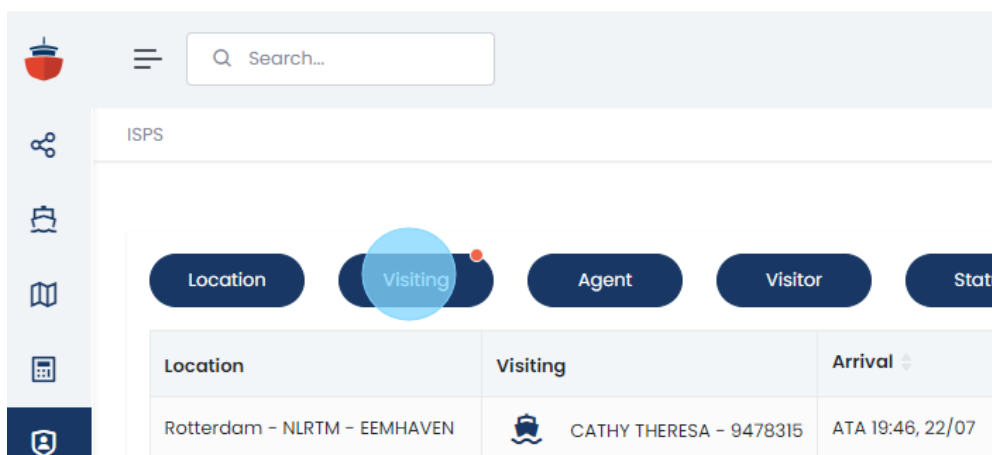 Search...
ISPS
Location Visiting Agent Visitor
Location Visiting Arrival
Rotterdam - NLRTM - EEMHAVEN CATHY THERESA - 9478315 ATA 19:46, 22/07